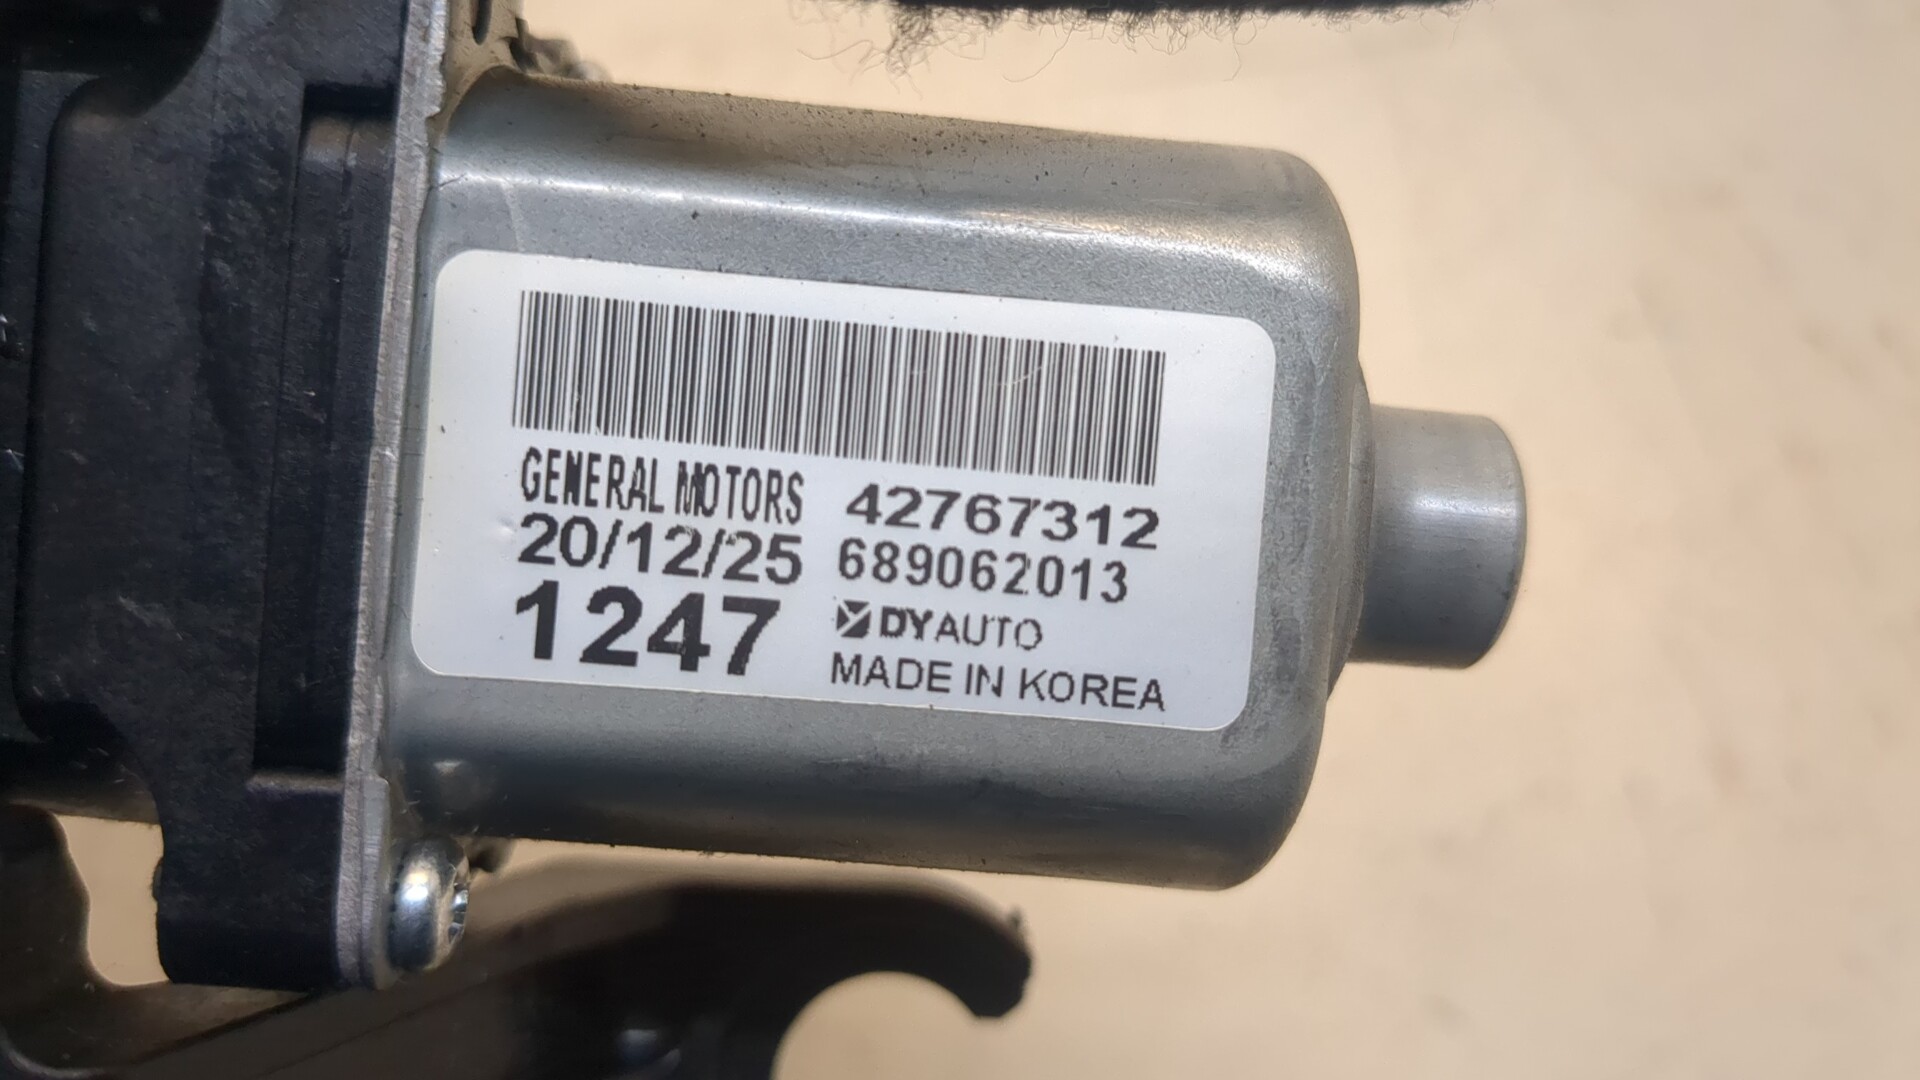 GENERAL MOTORS 42767312
20/12/25 689062013
1247 DYAUTO
MADE IN KOREA